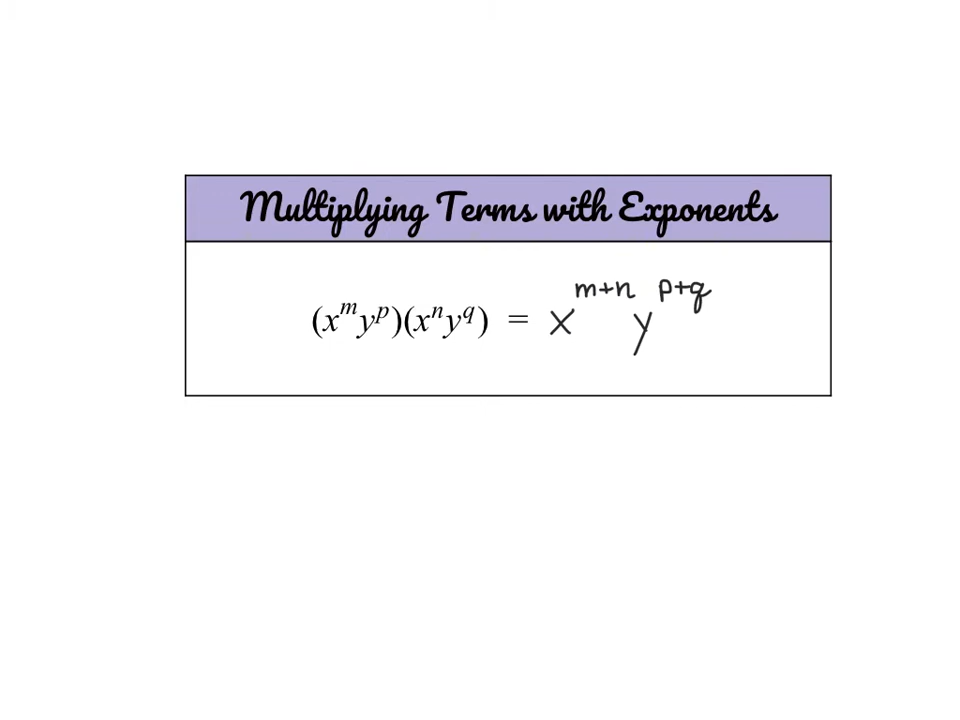 Multiplying Terms with Exponents
(x^m y^p)(x^n y^q) = x^{m+n} y^{p+q}